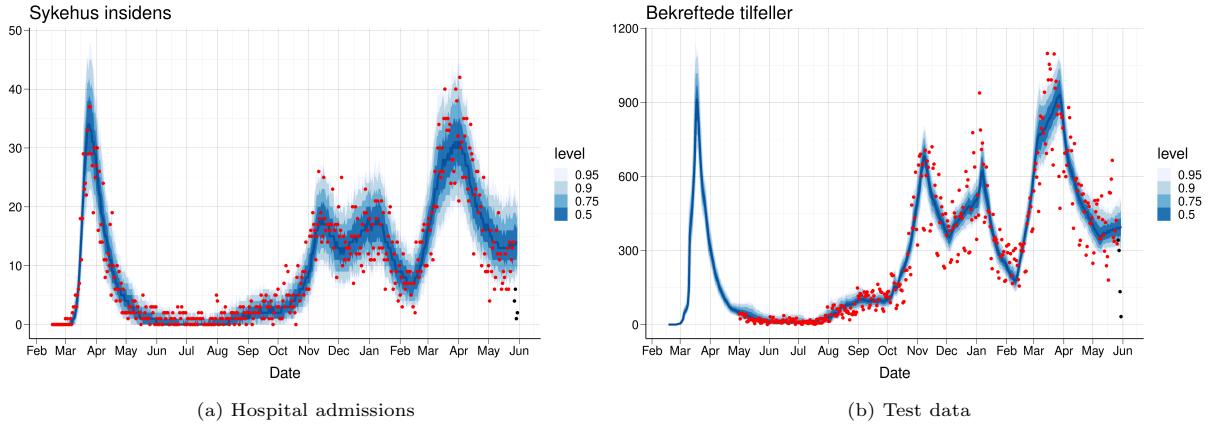 Sykehus insidens
50
40
30
20
10
0
Feb Mar Apr May Jun Jul Aug Sep Oct Nov Dec Jan Feb Mar Apr May Jun
Date
level
0.95
0.9
0.75
0.5
(a) Hospital admissions
Bekreftede tilfeller
1200
900
600
300
0
Feb Mar Apr May Jun Jul Aug Sep Oct Nov Dec Jan Feb Mar Apr May Jun
Date
level
0.95
0.9
0.75
0.5
(b) Test data